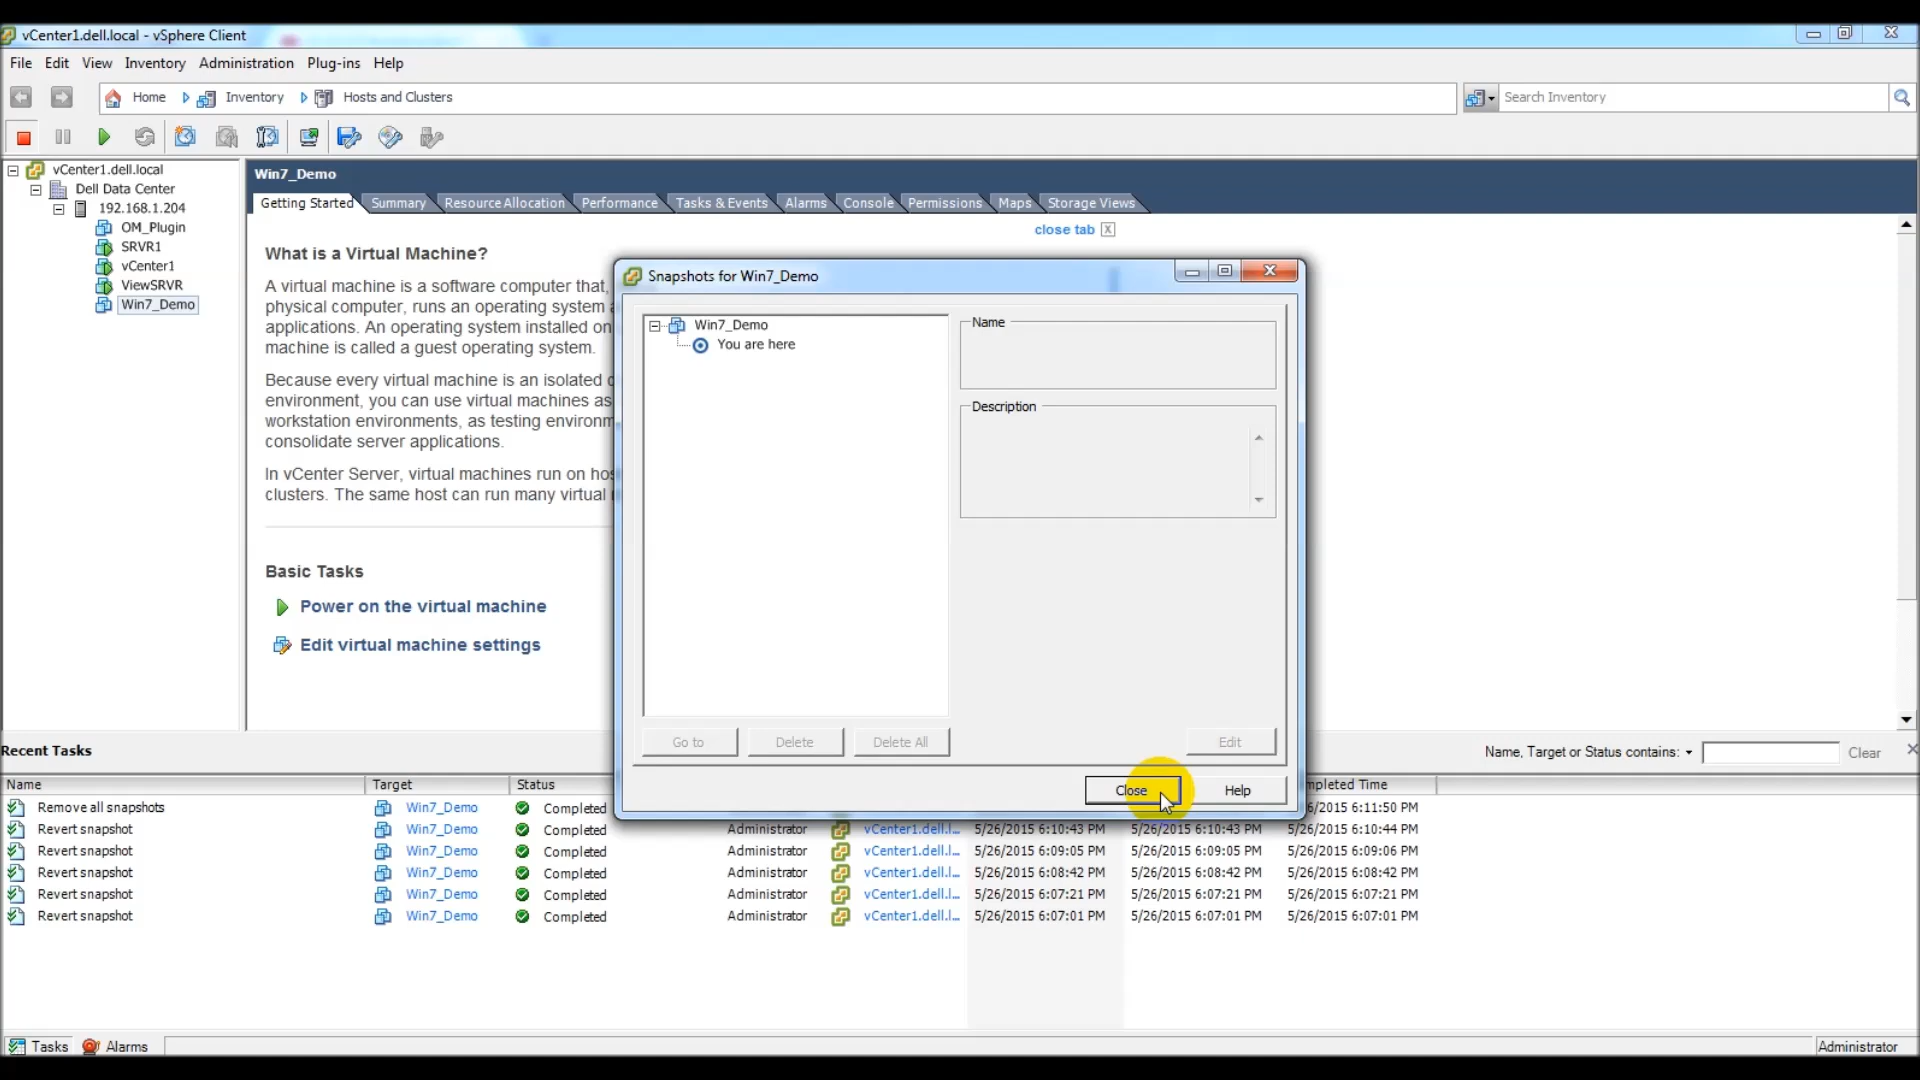 vCenter1.dell.local - vSphere Client
File Edit View Inventory Administration Plug-ins Help
Home Inventory Hosts and Clusters Search Inventory
vCenter1.dell.local
Dell Data Center
192.168.1.204
OM_Plugin
SRVR1
vCenter1
ViewSRVR
Win7_Demo
Win7_Demo
Getting Started Summary Resource Allocation Performance Tasks & Events Alarms Console Permissions Maps Storage Views
close tab X
What is a Virtual Machine?
A virtual machine is a software computer that,
physical computer, runs an operating system
applications. An operating system installed on
machine is called a guest operating system.
Because every virtual machine is an isolated
environment, you can use virtual machines as
workstation environments, as testing environm
consolidate server applications.
In vCenter Server, virtual machines run on hos
clusters. The same host can run many virtual
Basic Tasks
Power on the virtual machine
Edit virtual machine settings
Snapshots for Win7_Demo
Win7_Demo
You are here
Name
Description
Go to Delete Delete All Edit
Close Help
Recent Tasks Name, Target or Status contains: Clear
Name Target Status mpleted Time
Remove all snapshots Win7_Demo Completed 6/2015 6:11:50 PM
Revert snapshot Win7_Demo Completed Administrator vCenter1.dell.l... 5/26/2015 6:10:43 PM 5/26/2015 6:10:43 PM 5/26/2015 6:10:44 PM
Revert snapshot Win7_Demo Completed Administrator vCenter1.dell.l... 5/26/2015 6:09:05 PM 5/26/2015 6:09:05 PM 5/26/2015 6:09:06 PM
Revert snapshot Win7_Demo Completed Administrator vCenter1.dell.l... 5/26/2015 6:08:42 PM 5/26/2015 6:08:42 PM 5/26/2015 6:08:42 PM
Revert snapshot Win7_Demo Completed Administrator vCenter1.dell.l... 5/26/2015 6:07:21 PM 5/26/2015 6:07:21 PM 5/26/2015 6:07:21 PM
Revert snapshot Win7_Demo Completed Administrator vCenter1.dell.l... 5/26/2015 6:07:01 PM 5/26/2015 6:07:01 PM 5/26/2015 6:07:01 PM
Tasks Alarms Administrator